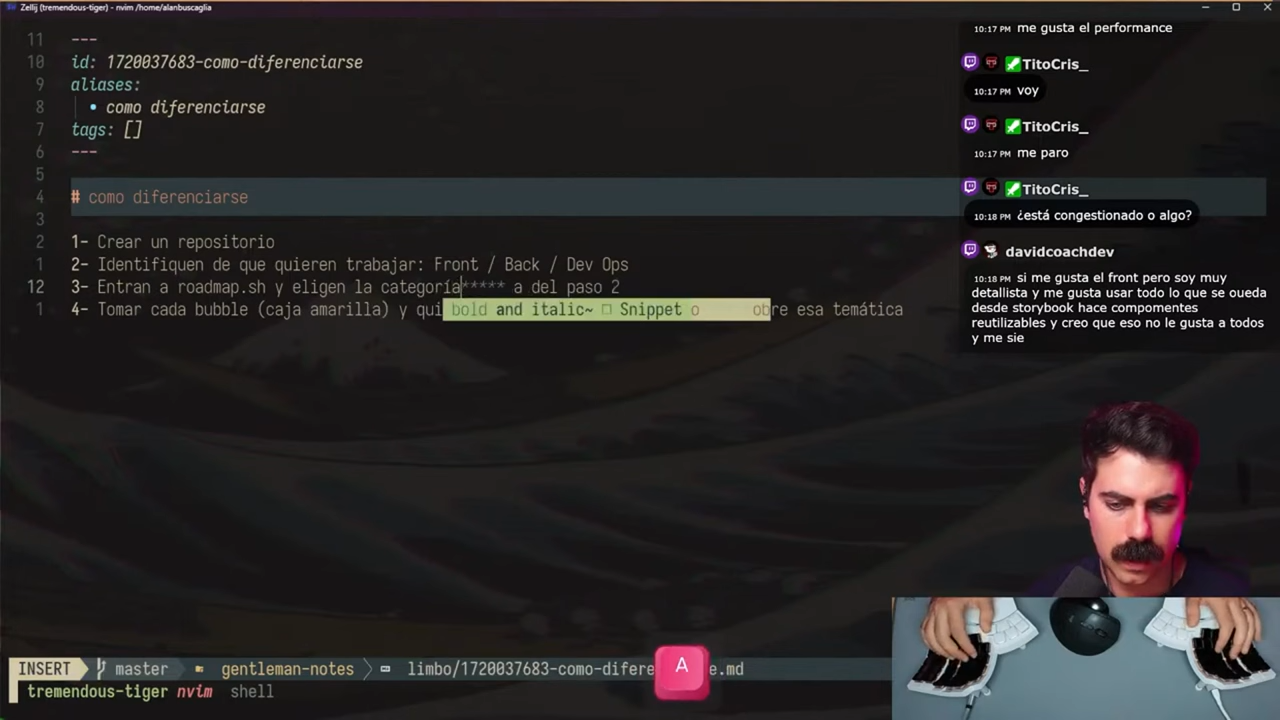 Zellij (tremendous-tiger) - nvim /home/alanbuscaglia
11 ---
10 id: 1720037683-como-diferenciarse
9 aliases:
8 • como diferenciarse
7 tags: []
6 ---
5
4 # como diferenciarse
3
2 1- Crear un repositorio
1 2- Identifiquen de que quieren trabajar: Front / Back / Dev Ops
12 3- Entran a roadmap.sh y eligen la categoría***** a del paso 2
1 4- Tomar cada bubble (caja amarilla) y qui bold and italic~ □ Snippet o obre esa temática
INSERT master gentleman-notes limbo/1720037683-como-difere e.md
tremendous-tiger nvim shell
A
10:17 PM me gusta el performance
TitoCris_
10:17 PM voy
TitoCris_
10:17 PM me paro
TitoCris_
10:18 PM ¿está congestionado o algo?
davidcoachdev
10:18 PM si me gusta el front pero soy muy
detallista y me gusta usar todo lo que se oueda
desde storybook hace compomentes
reutilizables y creo que eso no le gusta a todos
y me sie